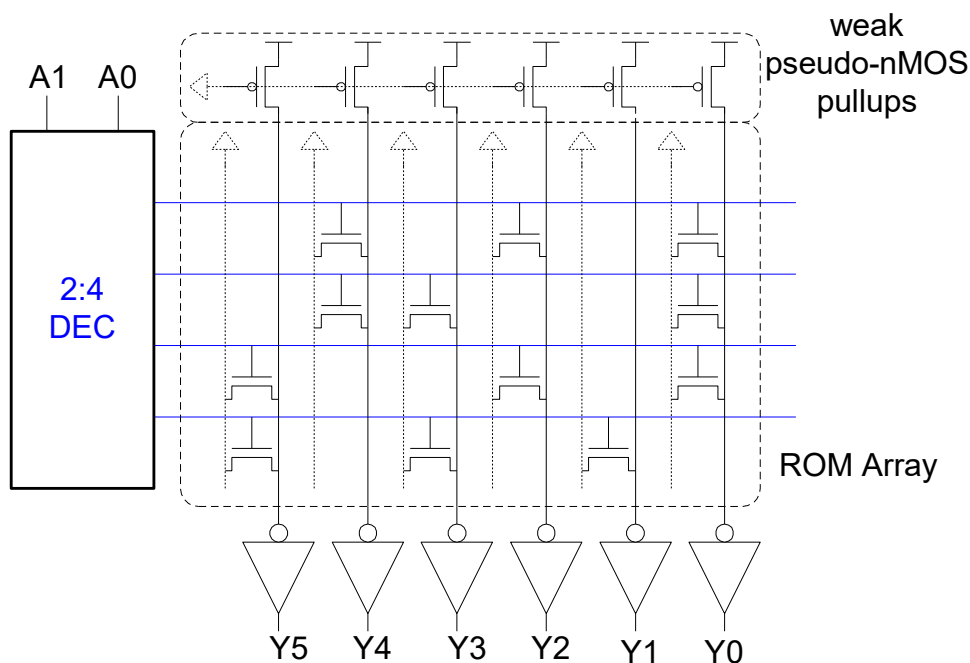 weak
pseudo-nMOS
pullups
A1 A0
2:4
DEC
ROM Array
Y5 Y4 Y3 Y2 Y1 Y0